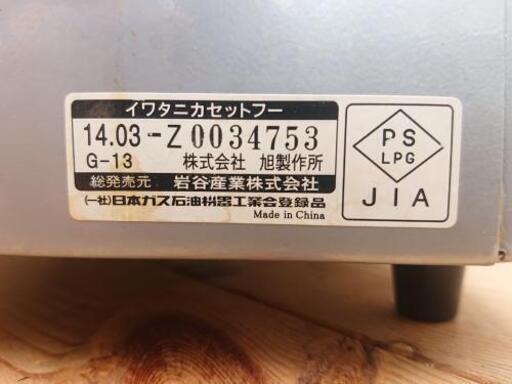 イワタニカセットフー
14.03-Z0034753
G-13 株式会社 旭製作所
総発売元 岩谷産業株式会社
(一社)日本ガス石油機器工業会登録品
Made in China
PS
LPG
JIA